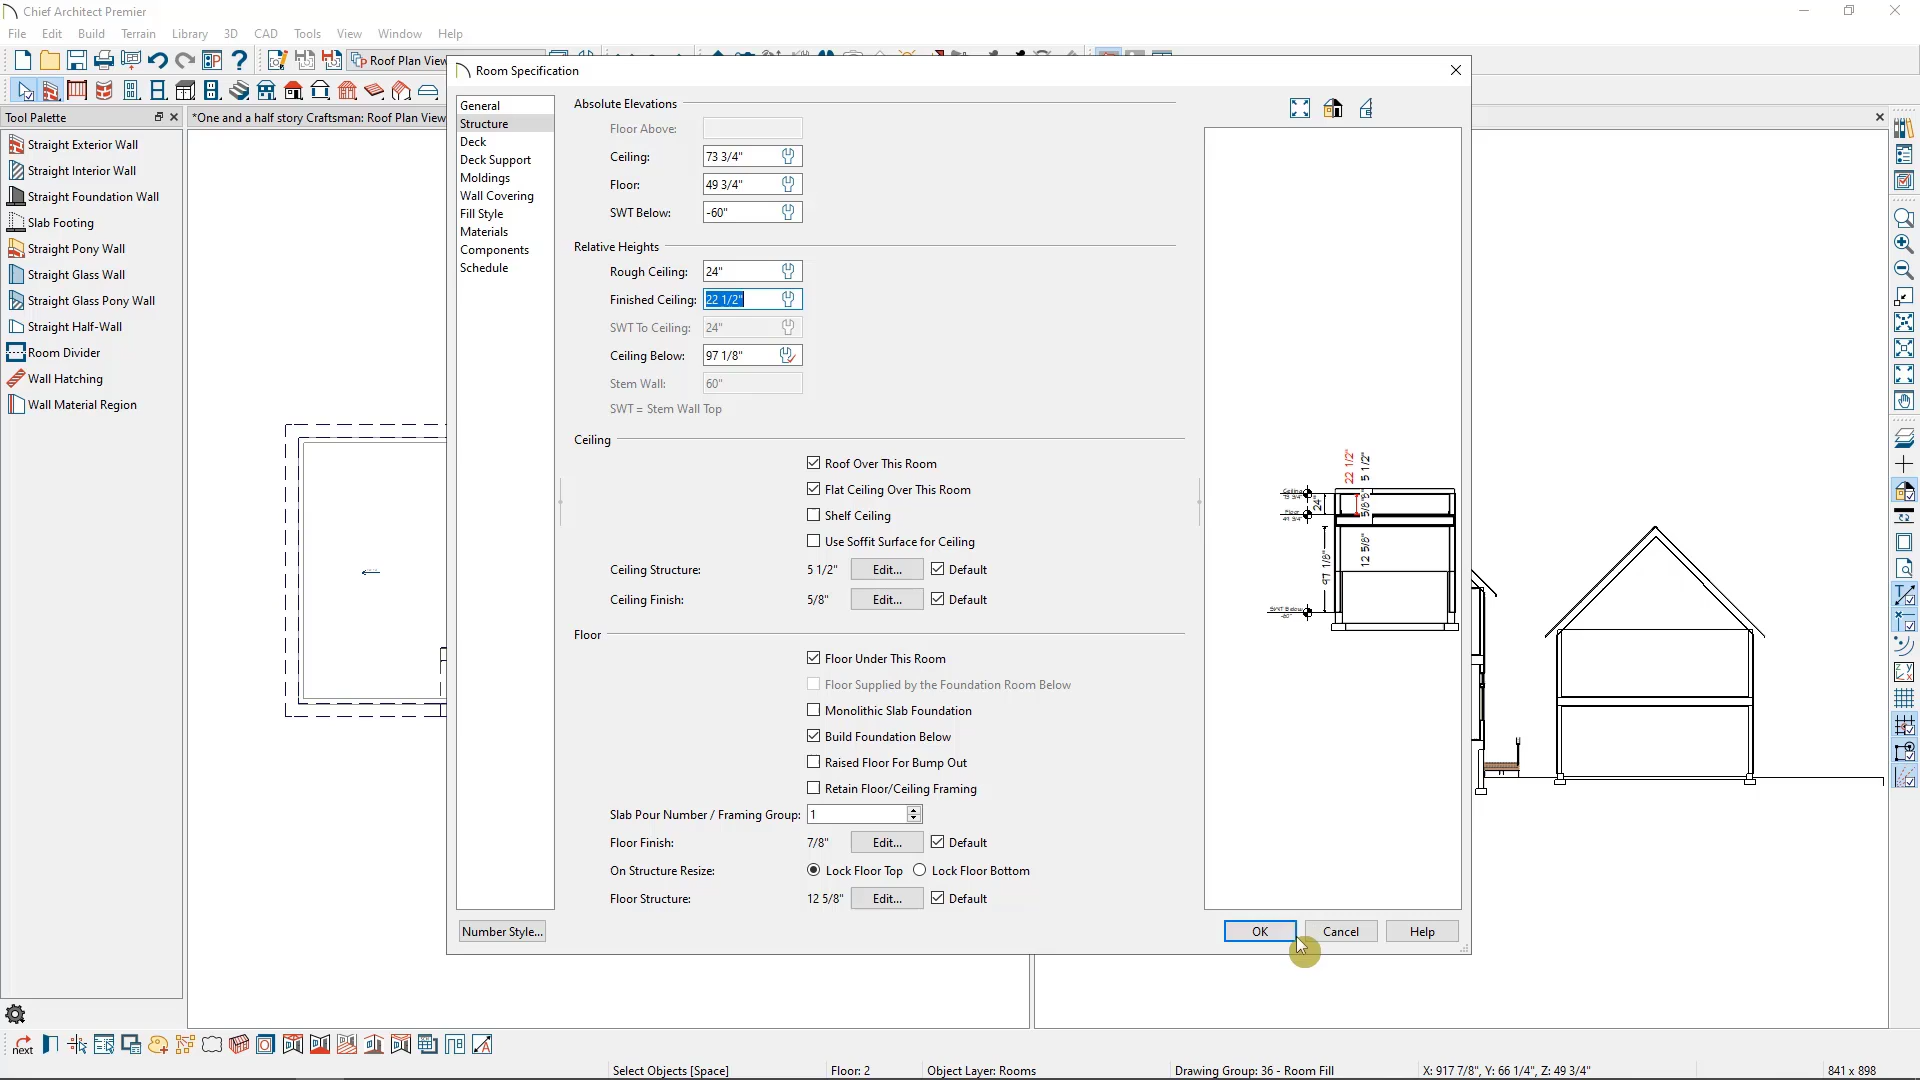 Chief Architect Premier
File Edit Build Terrain Library 3D CAD Tools View Window Help
Roof Plan View
Tool Palette
*One and a half story Craftsman: Roof Plan View
Straight Exterior Wall
Straight Interior Wall
Straight Foundation Wall
Slab Footing
Straight Pony Wall
Straight Glass Wall
Straight Glass Pony Wall
Straight Half-Wall
Room Divider
Wall Hatching
Wall Material Region
Room Specification
General
Structure
Deck
Deck Support
Moldings
Wall Covering
Fill Style
Materials
Components
Schedule
Absolute Elevations
Floor Above:
Ceiling: 73 3/4"
Floor: 49 3/4"
SWT Below: -60"
Relative Heights
Rough Ceiling: 24"
Finished Ceiling: 22 1/2"
SWT To Ceiling: 24"
Ceiling Below: 97 1/8"
Stem Wall: 60"
SWT = Stem Wall Top
Ceiling
Roof Over This Room
Flat Ceiling Over This Room
Shelf Ceiling
Use Soffit Surface for Ceiling
Ceiling Structure: 5 1/2" Edit... Default
Ceiling Finish: 5/8" Edit... Default
Floor
Floor Under This Room
Floor Supplied by the Foundation Room Below
Monolithic Slab Foundation
Build Foundation Below
Raised Floor For Bump Out
Retain Floor/Ceiling Framing
Slab Pour Number / Framing Group: 1
Floor Finish: 7/8" Edit... Default
On Structure Resize: Lock Floor Top Lock Floor Bottom
Floor Structure: 12 5/8" Edit... Default
22 1/2"
5 1/2"
24"
12 5/8"
97 1/8"
Number Style... OK Cancel Help
next
Select Objects [Space] Floor: 2 Object Layer: Rooms Drawing Group: 36 - Room Fill X: 917 7/8", Y: 66 1/4", Z: 49 3/4" 841 x 898